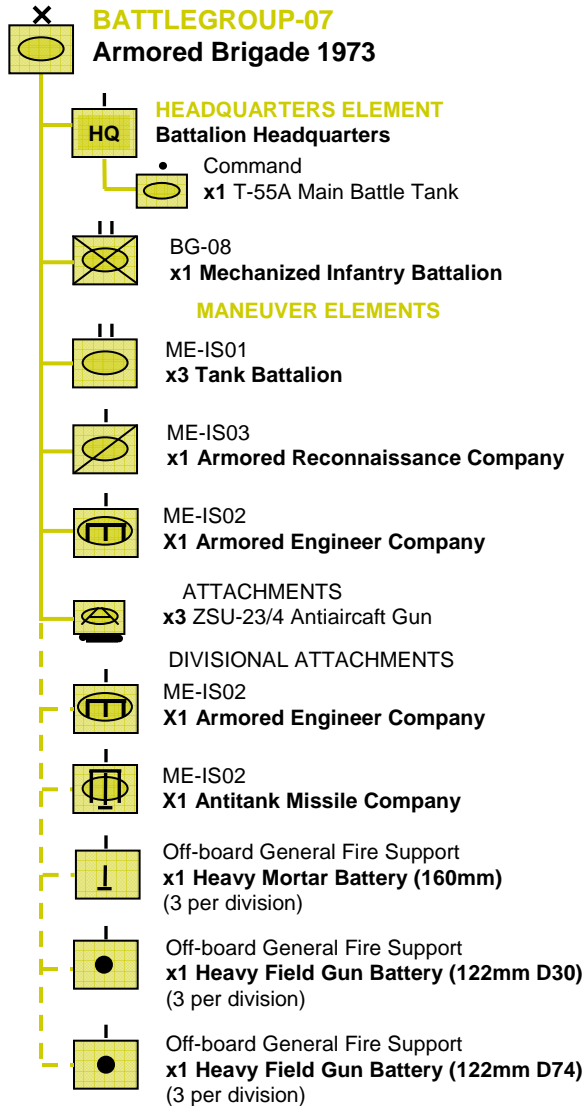 BATTLEGROUP-07
Armored Brigade 1973
HEADQUARTERS ELEMENT
HQ
Battalion Headquarters
Command
x1 T-55A Main Battle Tank
BG-08
x1 Mechanized Infantry Battalion
MANEUVER ELEMENTS
ME-IS01
x3 Tank Battalion
ME-IS03
x1 Armored Reconnaissance Company
ME-IS02
X1 Armored Engineer Company
ATTACHMENTS
x3 ZSU-23/4 Antiaircaft Gun
DIVISIONAL ATTACHMENTS
ME-IS02
X1 Armored Engineer Company
ME-IS02
X1 Antitank Missile Company
Off-board General Fire Support
x1 Heavy Mortar Battery (160mm)
(3 per division)
Off-board General Fire Support
x1 Heavy Field Gun Battery (122mm D30)
(3 per division)
Off-board General Fire Support
x1 Heavy Field Gun Battery (122mm D74)
(3 per division)